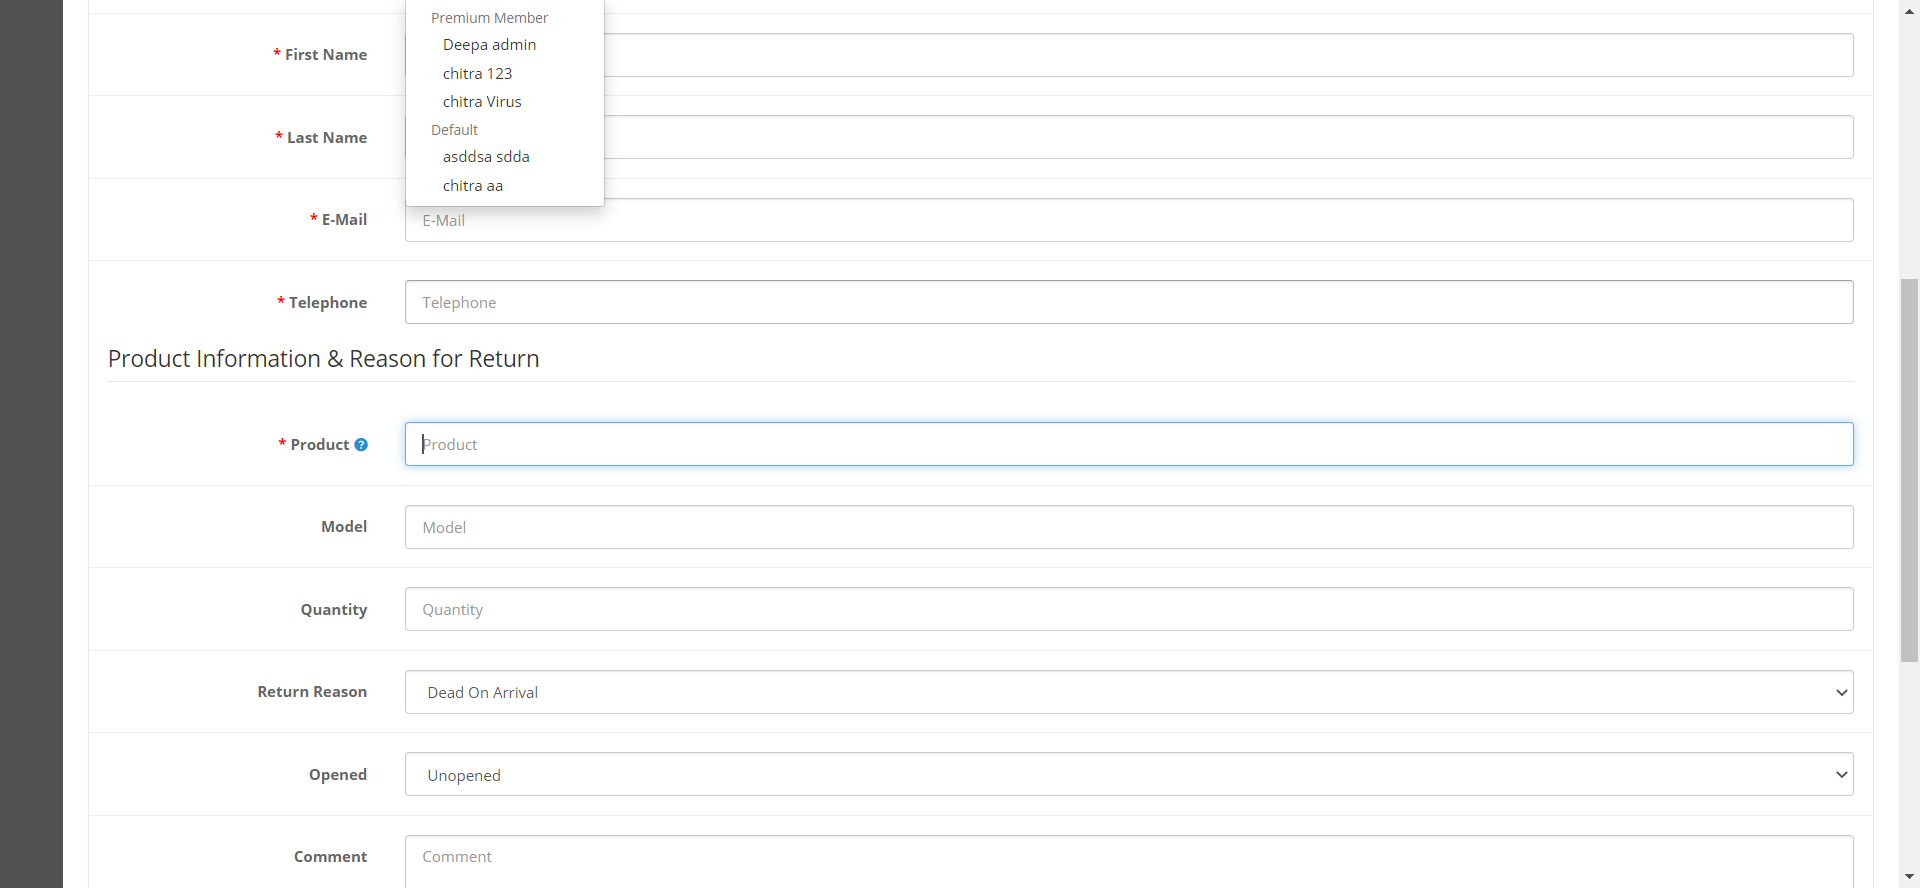 Premium Member
Deepa admin
chitra 123
chitra Virus
Default
asddsa sdda
chitra aa
* First Name
* Last Name
* E-Mail
E-Mail
* Telephone
Telephone
Product Information & Reason for Return
* Product ?
Product
Model
Model
Quantity
Quantity
Return Reason
Dead On Arrival
Opened
Unopened
Comment
Comment